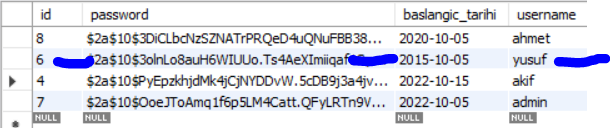 id password baslangic_tarihi username
8 $2a$10$3DiCLbcNzSZNATrPRQeD4uQNuFBB38... 2020-10-05 ahmet
6 $2a$10$3olnLo8auH6WIUUo.Ts4AeXImiiqaf 2015-10-05 yusuf
4 $2a$10$PyEpzkhjdMk4jCjNYDDvW.5cDB9j3a4jv... 2022-10-15 akif
7 $2a$10$OoeJToAmq1f6p5LM4Catt.QFyLRTn9V... 2022-10-05 admin
NULL NULL NULL NULL